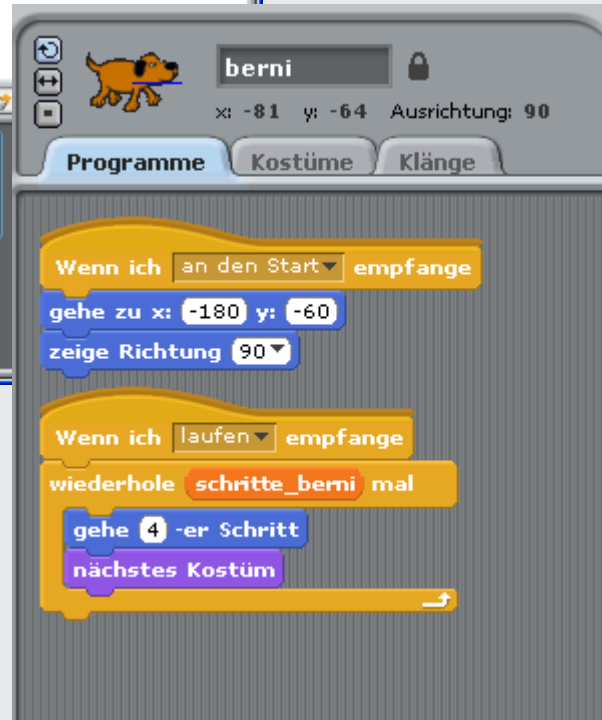 berni
x: -81 y: -64 Ausrichtung: 90
Programme Kostüme Klänge
Wenn ich an den Start empfange
gehe zu x: -180 y: -60
zeige Richtung 90
Wenn ich laufen empfange
wiederhole schritte_berni mal
gehe 4 -er Schritt
nächstes Kostüm